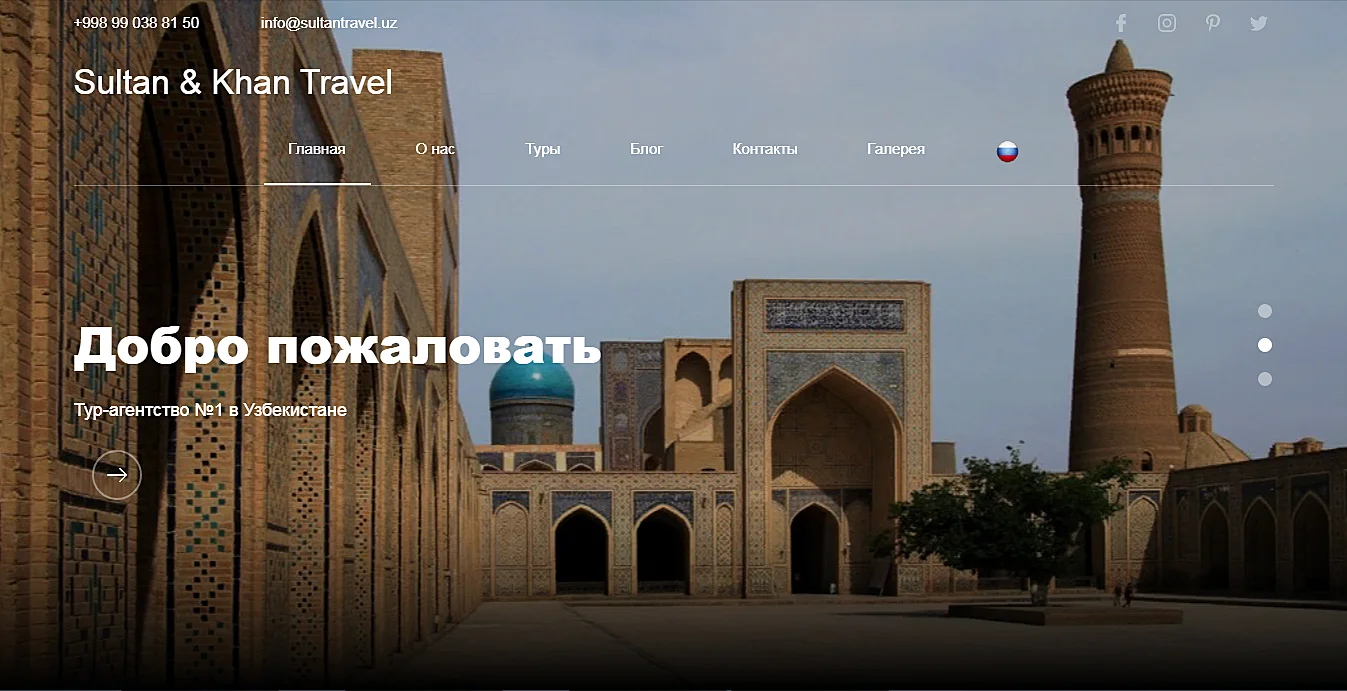 +998 99 038 81 50 info@sultantravel.uz
Sultan & Khan Travel
Главная О нас Туры Блог Контакты Галерея
Добро пожаловать
Тур-агентство №1 в Узбекистане